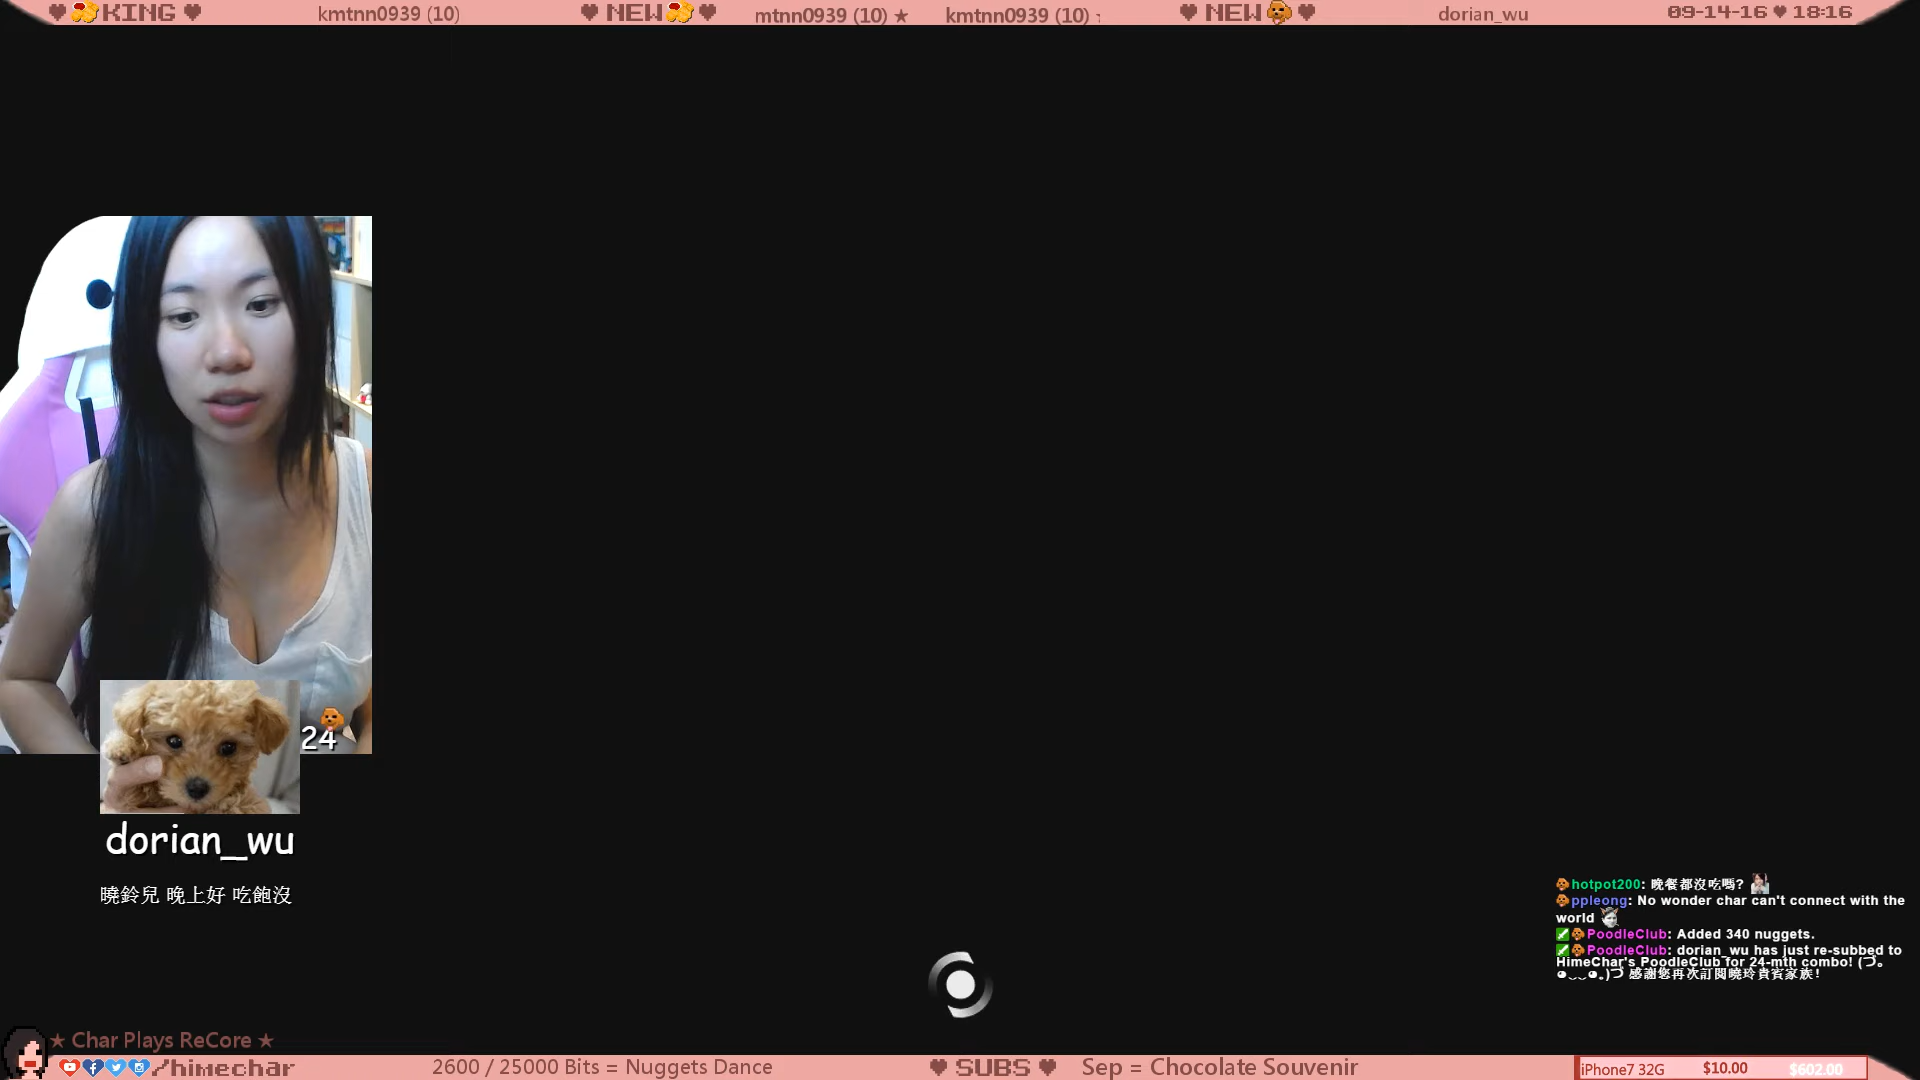 KING
kmtnn0939 (10)
NEW
mtnn0939 (10) ★
kmtnn0939 (10)
NEW
dorian_wu
09-14-16 ♥ 18:16
24
dorian_wu
曉鈴兒 晚上好 吃飽沒
hotpot200: 晚餐都沒吃嗎?
ppleong: No wonder char can't connect with the
world
PoodleClub: Added 340 nuggets.
PoodleClub: dorian_wu has just re-subbed to
HimeChar's PoodleClub for 24-mth combo! (づ｡
◕‿‿◕｡)づ 感謝您再次訂閱曉玲貴賓家族!
★ Char Plays ReCore ★
/himechar
2600 / 25000 Bits = Nuggets Dance
SUBS
Sep = Chocolate Souvenir
iPhone7 32G
$10.00
$602.00